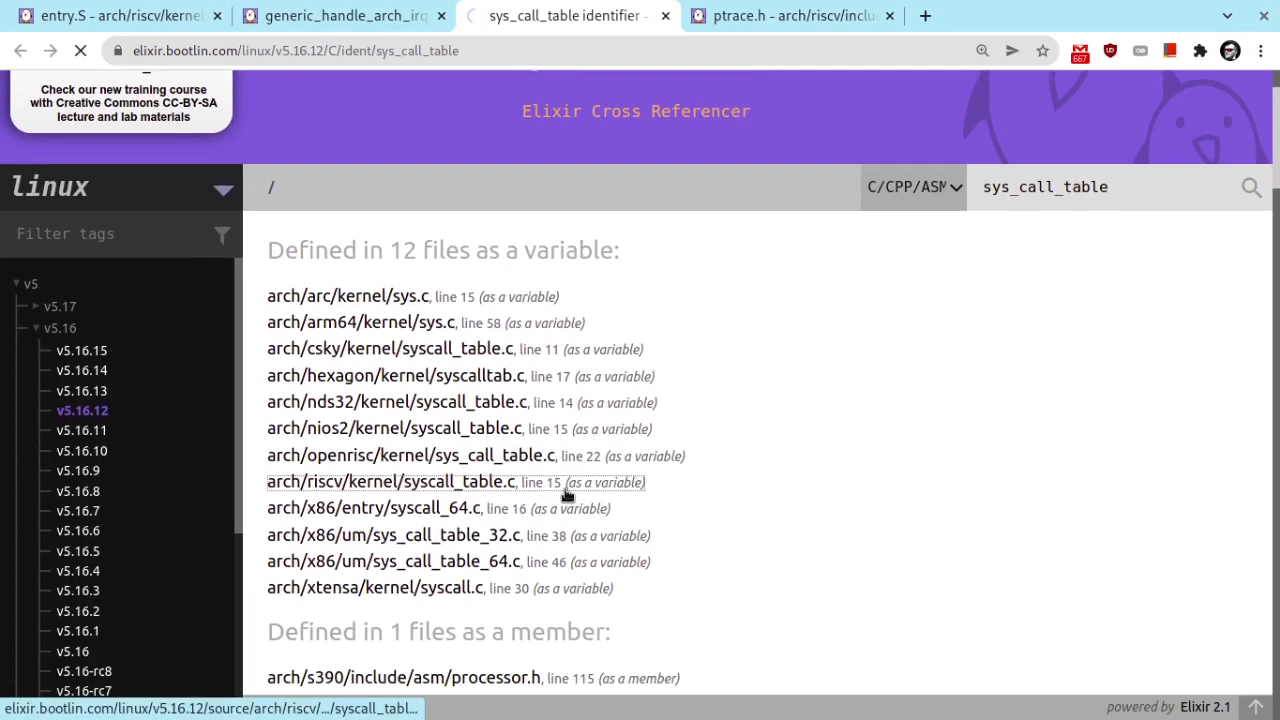 entry.S - arch/riscv/kernel
generic_handle_arch_irq
sys_call_table identifier -
ptrace.h - arch/riscv/inclu
elixir.bootlin.com/linux/v5.16.12/C/ident/sys_call_table
667
Check our new training course
with Creative Commons CC-BY-SA
lecture and lab materials
Elixir Cross Referencer
linux
/
C/CPP/ASM
sys_call_table
Filter tags
Defined in 12 files as a variable:
v5
arch/arc/kernel/sys.c, line 15 (as a variable)
v5.17
arch/arm64/kernel/sys.c, line 58 (as a variable)
v5.16
arch/csky/kernel/syscall_table.c, line 11 (as a variable)
v5.16.15
arch/hexagon/kernel/syscalltab.c, line 17 (as a variable)
v5.16.14
v5.16.13
arch/nds32/kernel/syscall_table.c, line 14 (as a variable)
v5.16.12
arch/nios2/kernel/syscall_table.c, line 15 (as a variable)
v5.16.11
v5.16.10
arch/openrisc/kernel/sys_call_table.c, line 22 (as a variable)
v5.16.9
arch/riscv/kernel/syscall_table.c, line 15 (as a variable)
v5.16.8
arch/x86/entry/syscall_64.c, line 16 (as a variable)
v5.16.7
v5.16.6
arch/x86/um/sys_call_table_32.c, line 38 (as a variable)
v5.16.5
arch/x86/um/sys_call_table_64.c, line 46 (as a variable)
v5.16.4
arch/xtensa/kernel/syscall.c, line 30 (as a variable)
v5.16.3
v5.16.2
Defined in 1 files as a member:
v5.16.1
v5.16
v5.16-rc8
arch/s390/include/asm/processor.h, line 115 (as a member)
v5.16-rc7
elixir.bootlin.com/linux/v5.16.12/source/arch/riscv/.../syscall_tabl...
powered by Elixir 2.1